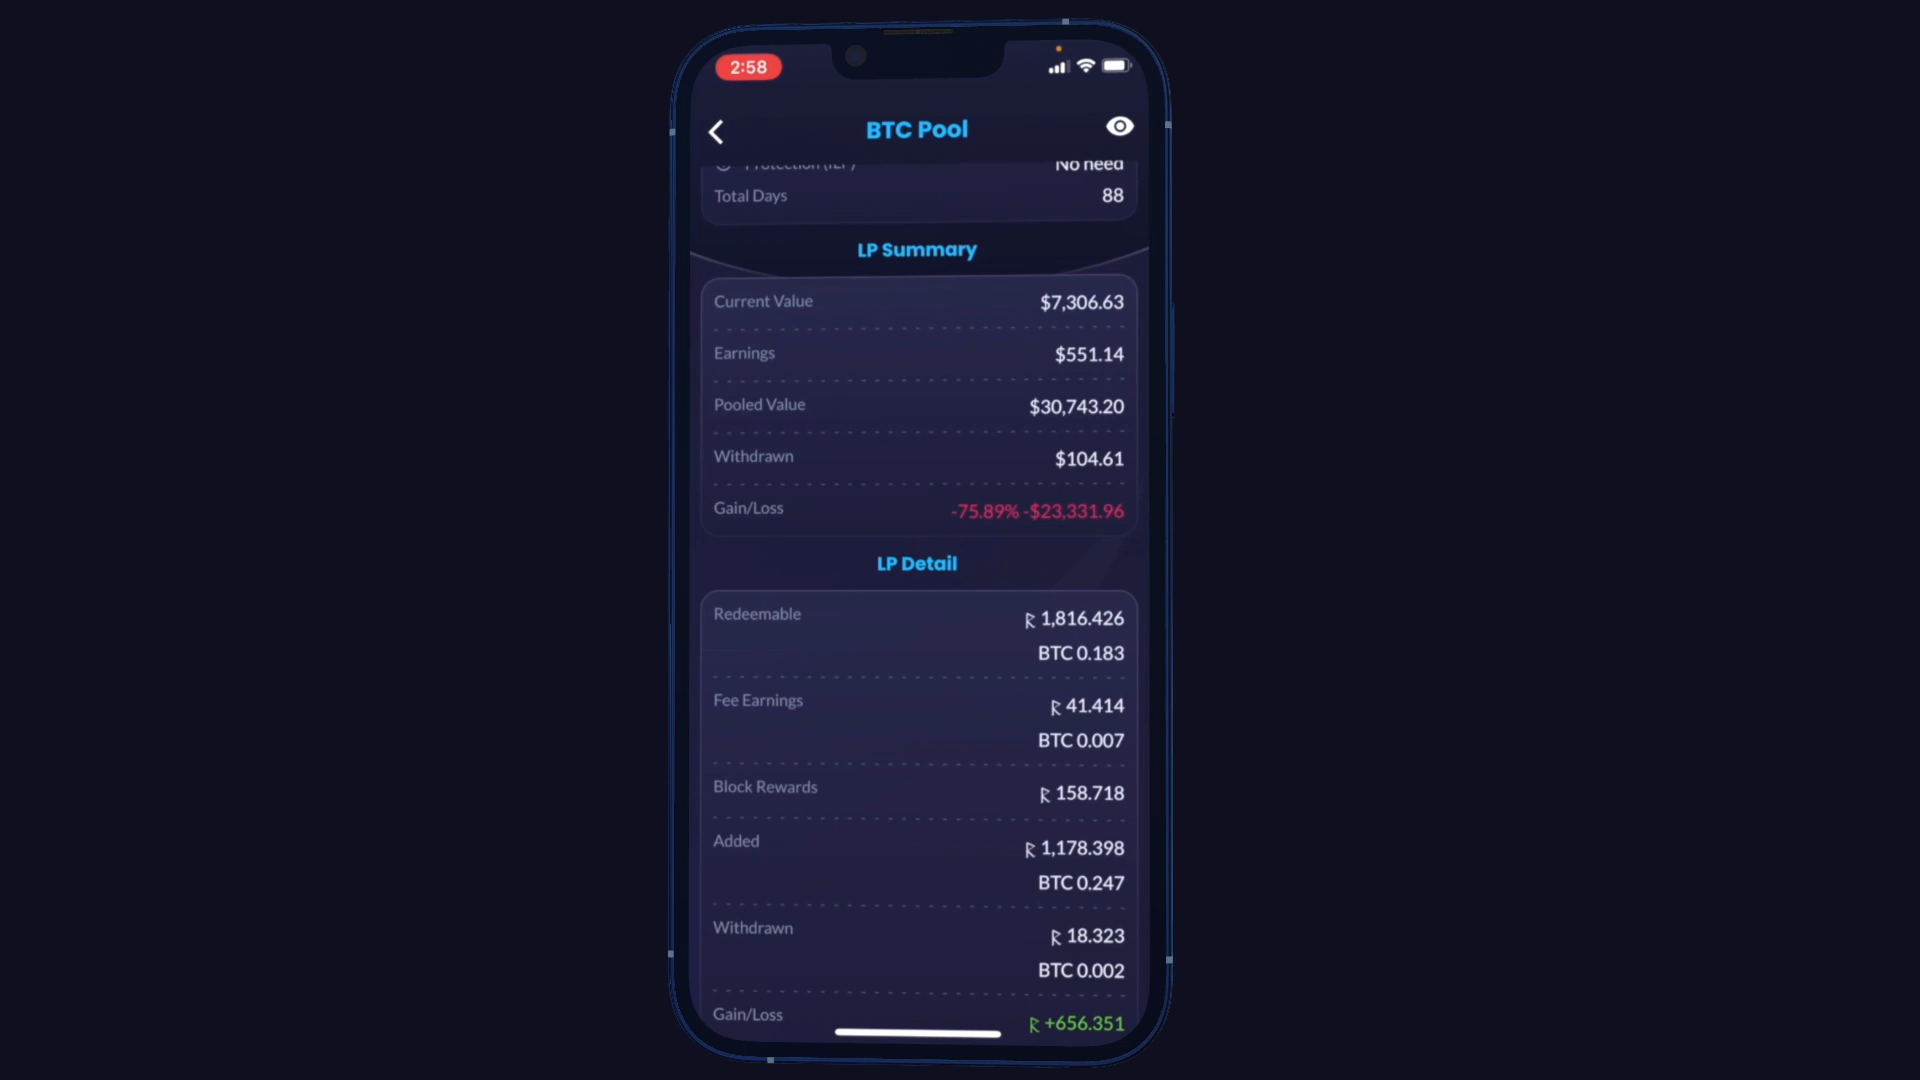 2:58
BTC Pool
Protection (ILP) No need
Total Days 88
LP Summary
Current Value $7,306.63
Earnings $551.14
Pooled Value $30,743.20
Withdrawn $104.61
Gain/Loss -75.89% -$23,331.96
LP Detail
Redeemable ᚱ 1,816.426
BTC 0.183
Fee Earnings ᚱ 41.414
BTC 0.007
Block Rewards ᚱ 158.718
Added ᚱ 1,178.398
BTC 0.247
Withdrawn ᚱ 18.323
BTC 0.002
Gain/Loss ᚱ +656.351